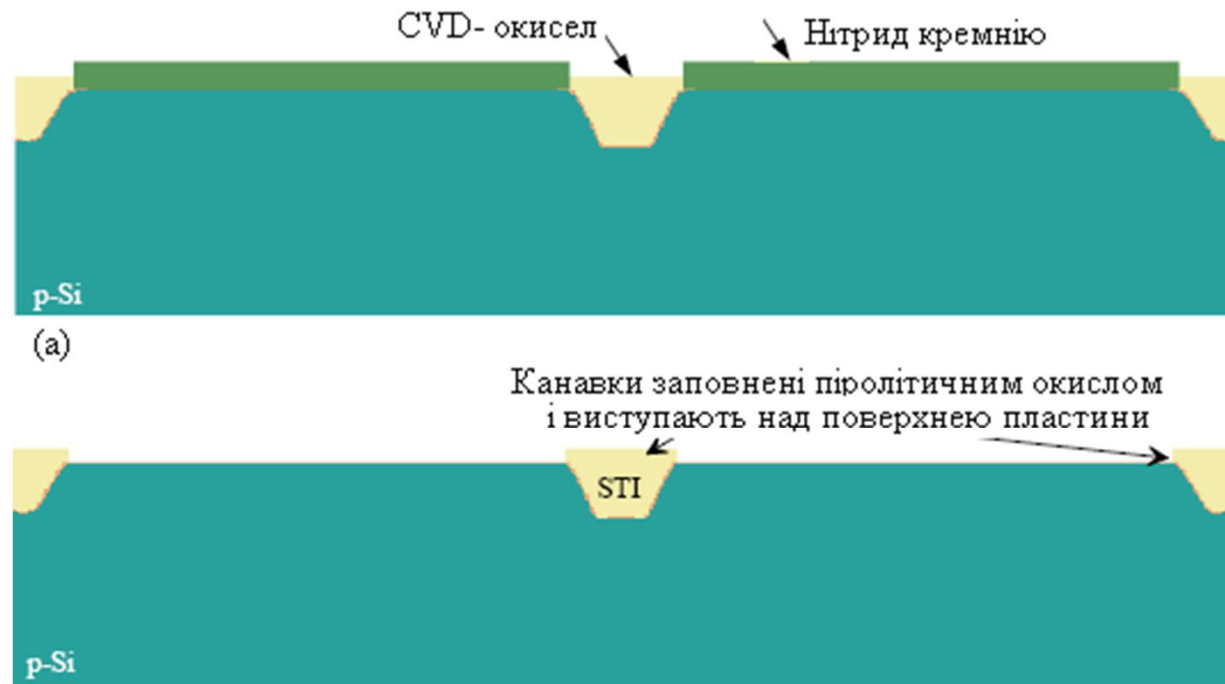 CVD- окисел
Нітрид кремнію
p-Si
(a)
Канавки заповнені піролітичним окислом
і виступають над поверхнею пластини
STI
p-Si